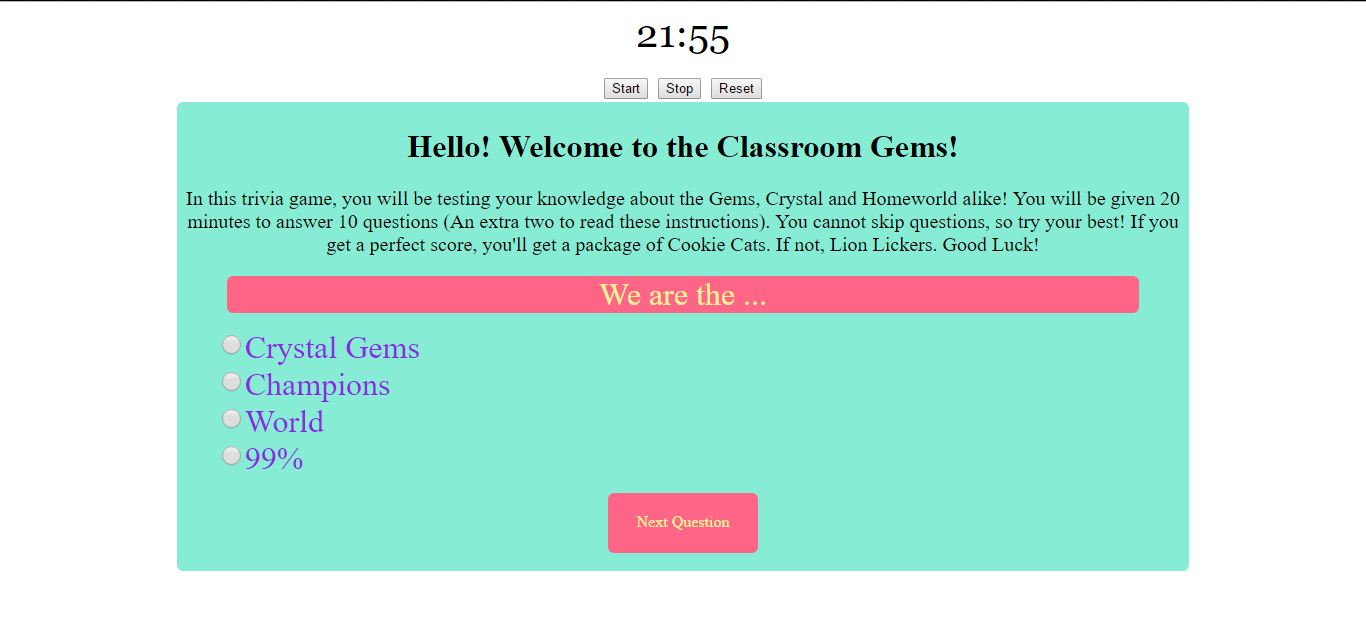 21:55
Start Stop Reset
Hello! Welcome to the Classroom Gems!
In this trivia game, you will be testing your knowledge about the Gems, Crystal and Homeworld alike! You will be given 20
minutes to answer 10 questions (An extra two to read these instructions). You cannot skip questions, so try your best! If you
get a perfect score, you'll get a package of Cookie Cats. If not, Lion Lickers. Good Luck!
We are the ...
Crystal Gems
Champions
World
99%
Next Question